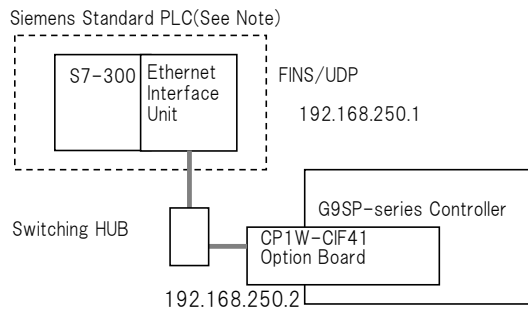 Siemens Standard PLC(See Note)
S7-300
Ethernet
Interface
Unit
FINS/UDP
192.168.250.1
G9SP-series Controller
Switching HUB
CP1W-CIF41
Option Board
192.168.250.2